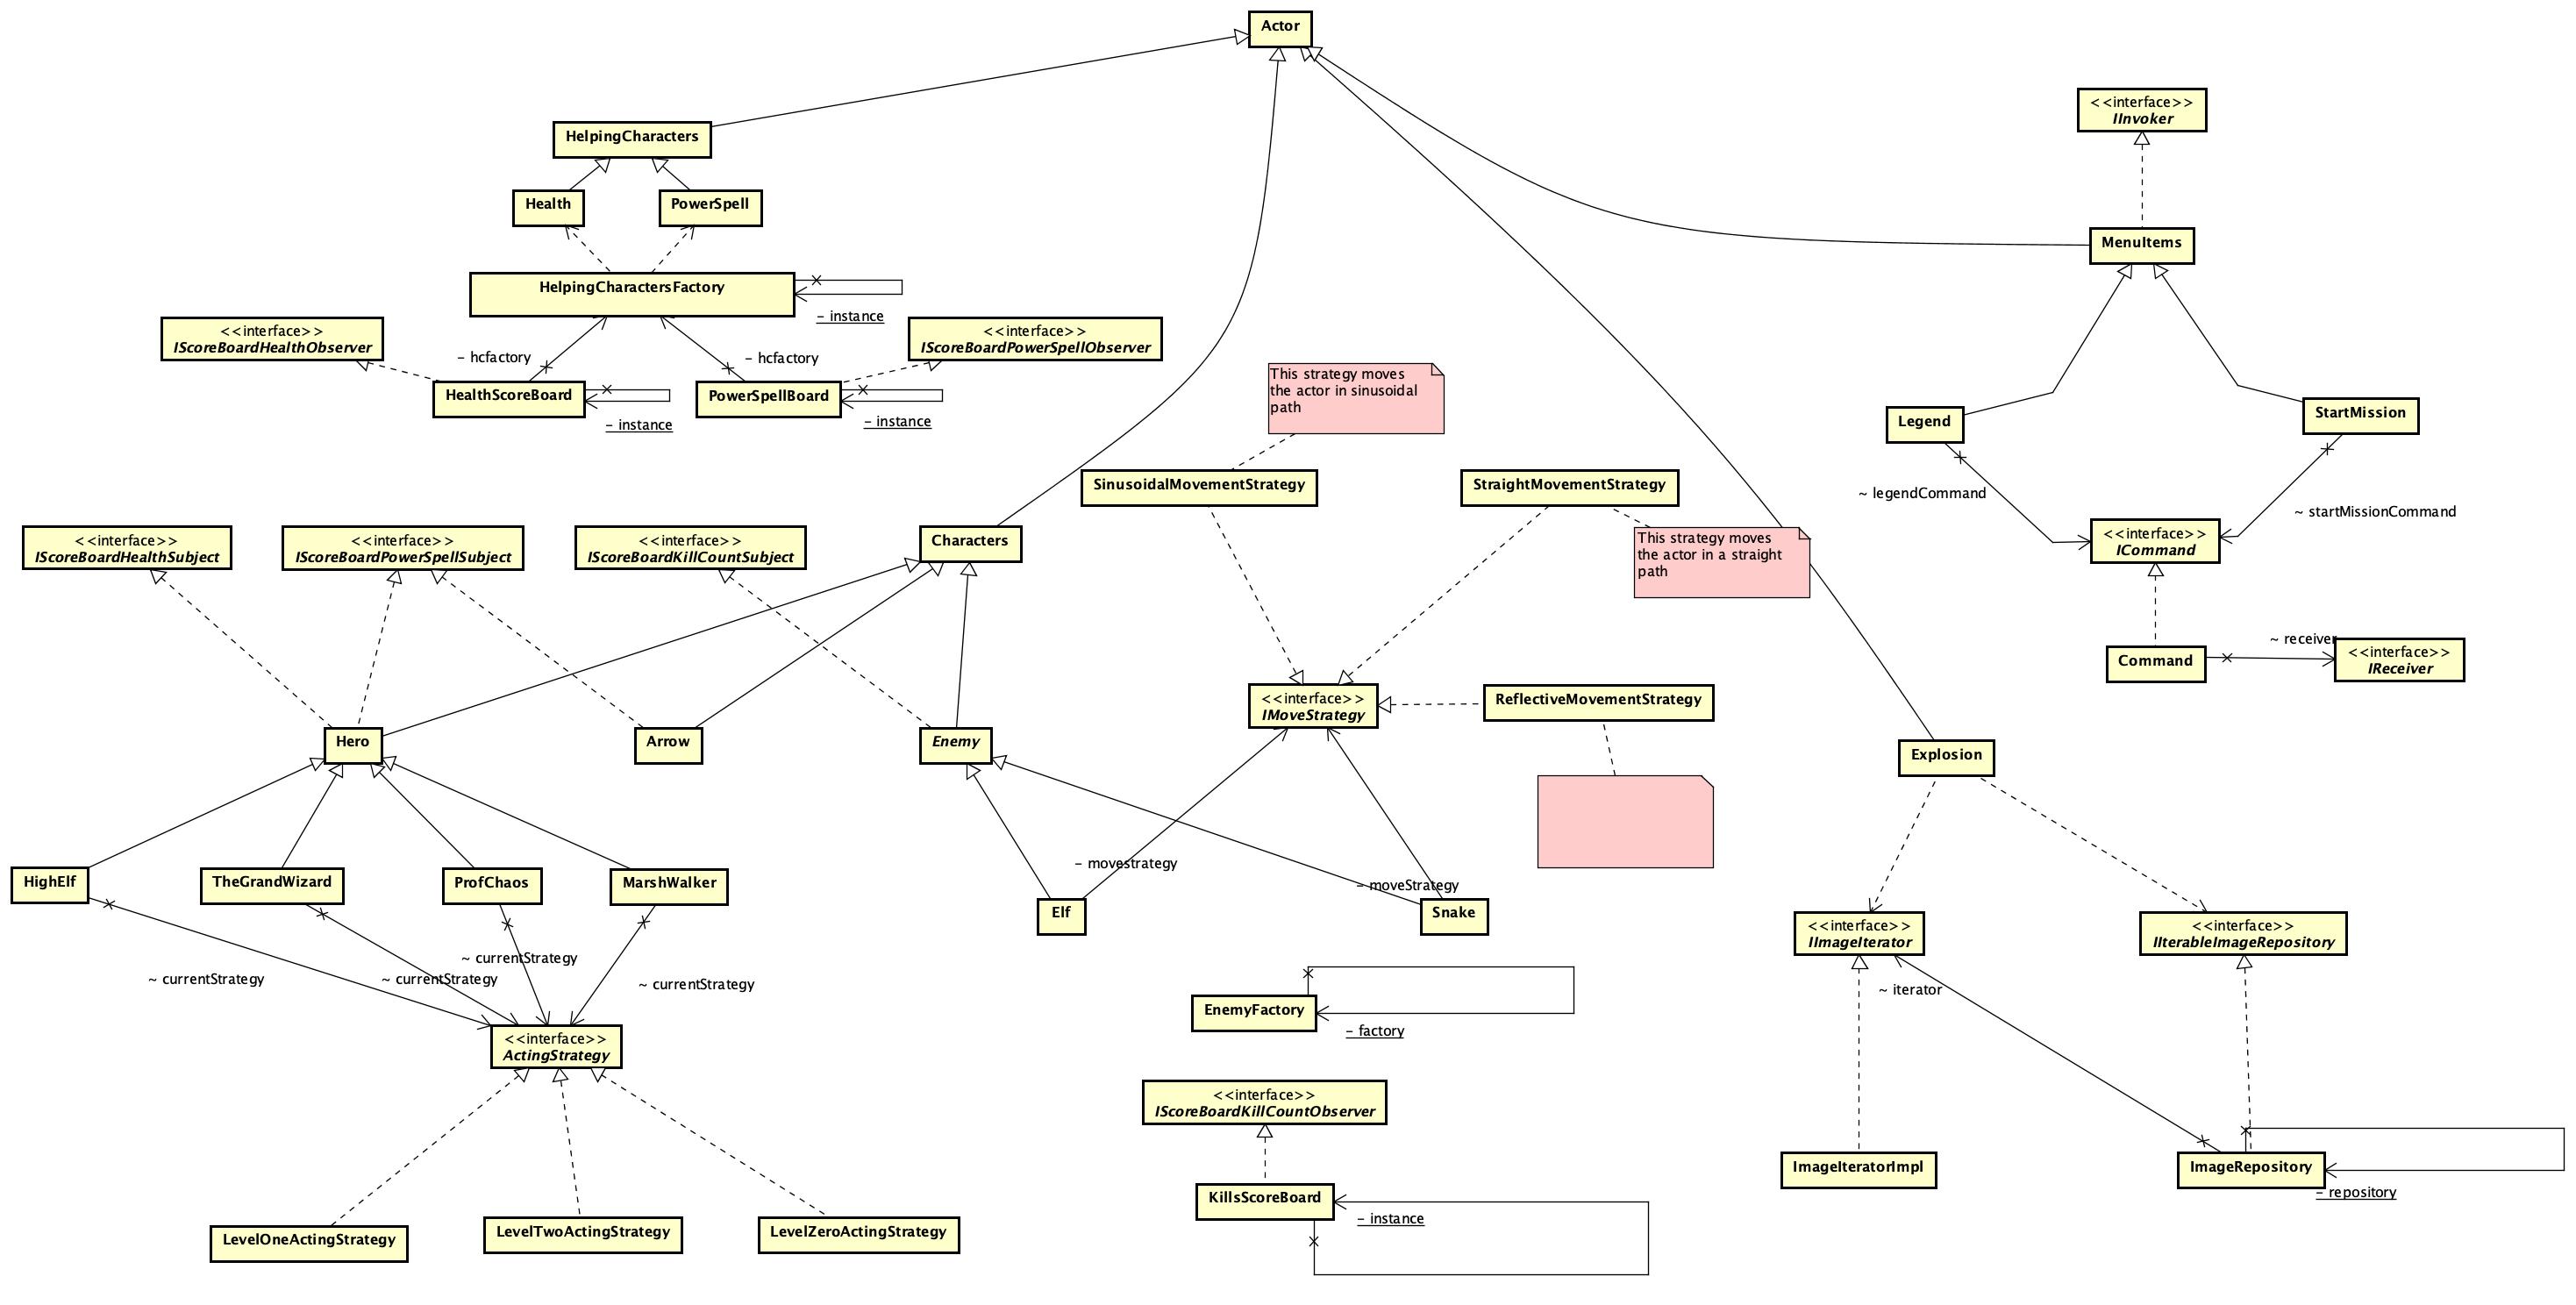 Actor
<<interface>>
IInvoker
HelpingCharacters
Health
PowerSpell
MenuItems
HelpingCharactersFactory
- instance
<<interface>>
IScoreBoardHealthObserver
<<interface>>
IScoreBoardPowerSpellObserver
- hcfactory
- hcfactory
HealthScoreBoard
- instance
PowerSpellBoard
- instance
This strategy moves
the actor in sinusoidal
path
Legend
StartMission
SinusoidalMovementStrategy
StraightMovementStrategy
~ legendCommand
~ startMissionCommand
<<interface>>
IScoreBoardHealthSubject
<<interface>>
IScoreBoardPowerSpellSubject
<<interface>>
IScoreBoardKillCountSubject
Characters
This strategy moves
the actor in a straight
path
<<interface>>
ICommand
Command
~ receiver
<<interface>>
IReceiver
<<interface>>
IMoveStrategy
ReflectiveMovementStrategy
Hero
Arrow
Enemy
Explosion
HighElf
TheGrandWizard
ProfChaos
MarshWalker
- movestrategy
- moveStrategy
Elf
Snake
<<interface>>
IImageIterator
<<interface>>
IIterableImageRepository
~ currentStrategy
~ currentStrategy
~ currentStrategy
~ currentStrategy
~ iterator
EnemyFactory
- factory
<<interface>>
ActingStrategy
<<interface>>
IScoreBoardKillCountObserver
ImageIteratorImpl
ImageRepository
- repository
KillsScoreBoard
- instance
LevelOneActingStrategy
LevelTwoActingStrategy
LevelZeroActingStrategy